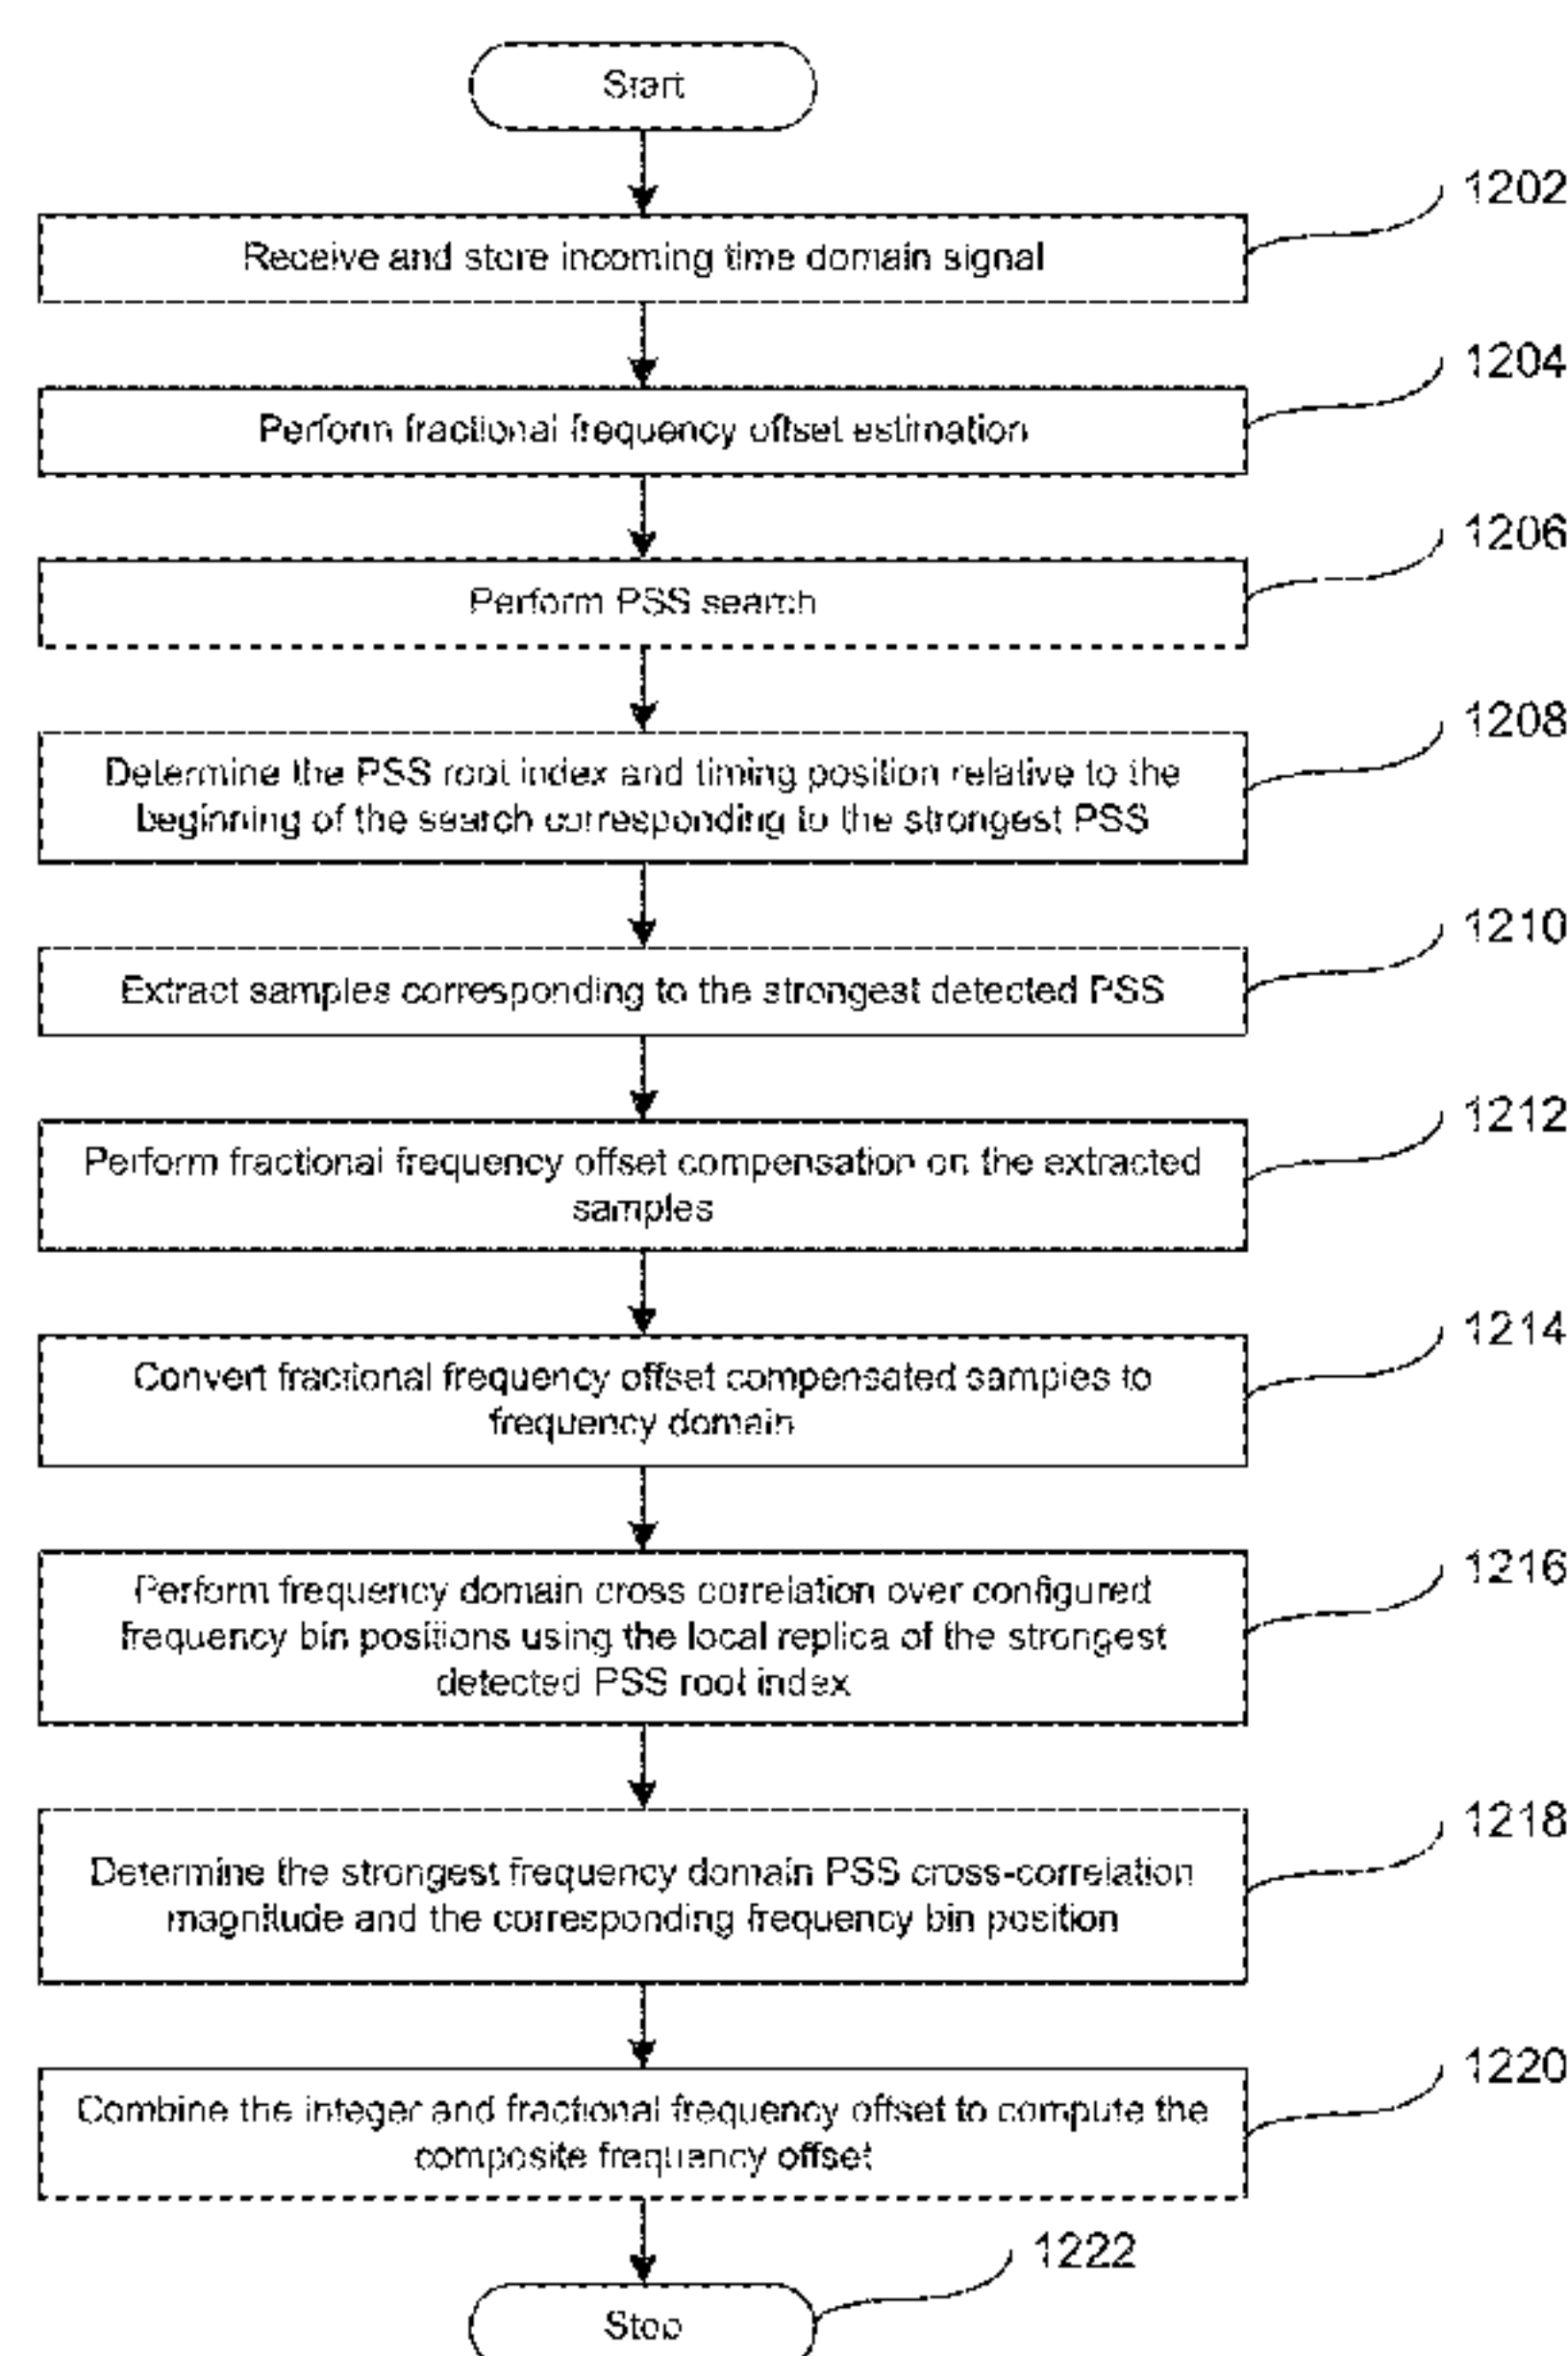 Start
1202
Receive and store incoming time domain signal
1204
Perform fractional frequency offset estimation
1206
Perform PSS search
1208
Determine the PSS root index and timing position relative to the
beginning of the search corresponding to the strongest PSS
1210
Extract samples corresponding to the strongest detected PSS
1212
Perform fractional frequency offset compensation on the extracted
samples
1214
Convert fractional frequency offset compensated samples to
frequency domain
1216
Perform frequency domain cross correlation over configured
frequency bin positions using the local replica of the strongest
detected PSS root index
1218
Determine the strongest frequency domain PSS cross-correlation
magnitude and the corresponding frequency bin position
1220
Combine the integer and fractional frequency offset to compute the
composite frequency offset
1222
Stop